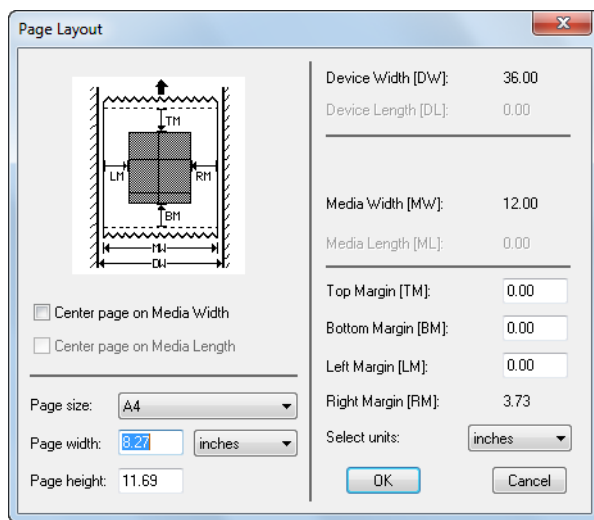 Page Layout
TM
LM
RM
BM
MW
DW
Center page on Media Width
Center page on Media Length
Page size: A4
Page width: 8.27 inches
Page height: 11.69
Device Width [DW]: 36.00
Device Length [DL]: 0.00
Media Width [MW]: 12.00
Media Length [ML]: 0.00
Top Margin [TM]: 0.00
Bottom Margin [BM]: 0.00
Left Margin [LM]: 0.00
Right Margin [RM]: 3.73
Select units: inches
OK Cancel